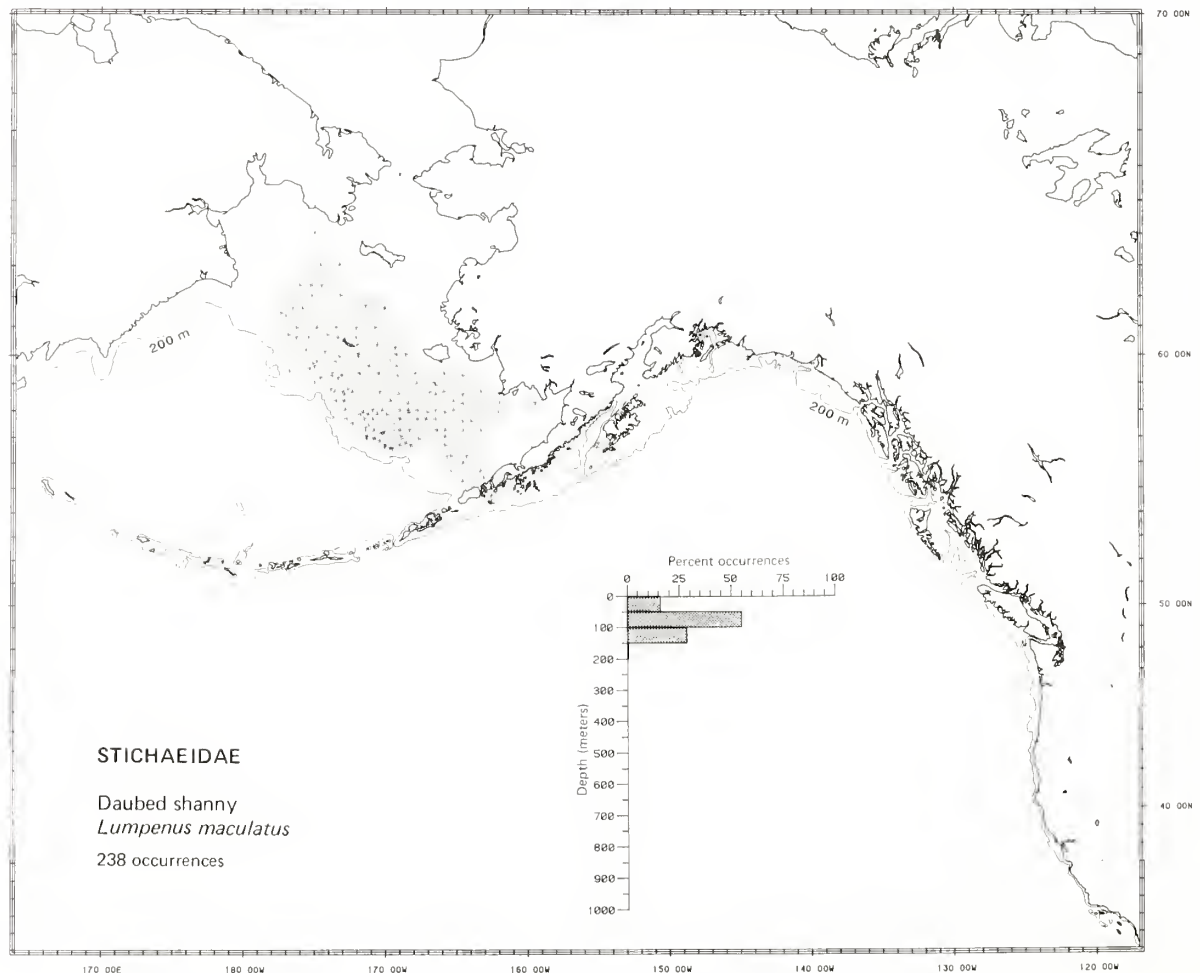 70 00N
200 m
60 00N
200 m
Percent occurrences
0 25 50 75 100
0
100
200
300
400
500
600
700
800
900
1000
Depth (meters)
50 00N
40 00N
STICHAEIDAE
Daubed shanny
Lumpenus maculatus
238 occurrences
170 00E 180 00W 170 00W 160 00W 150 00W 140 00W 130 00W 120 00W